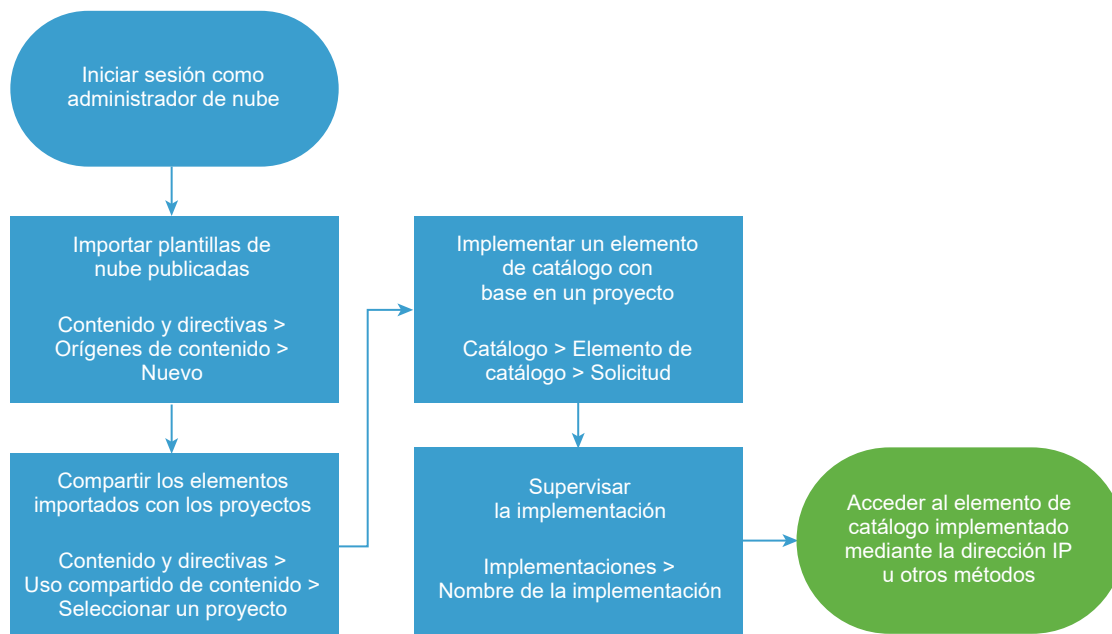 Iniciar sesión como
administrador de nube
Importar plantillas de
nube publicadas
Contenido y directivas >
Orígenes de contenido >
Nuevo
Compartir los elementos
importados con los proyectos
Contenido y directivas >
Uso compartido de contenido >
Seleccionar un proyecto
Implementar un elemento
de catálogo con
base en un proyecto
Catálogo > Elemento de
catálogo > Solicitud
Supervisar
la implementación
Implementaciones >
Nombre de la implementación
Acceder al elemento de
catálogo implementado
mediante la dirección IP
u otros métodos